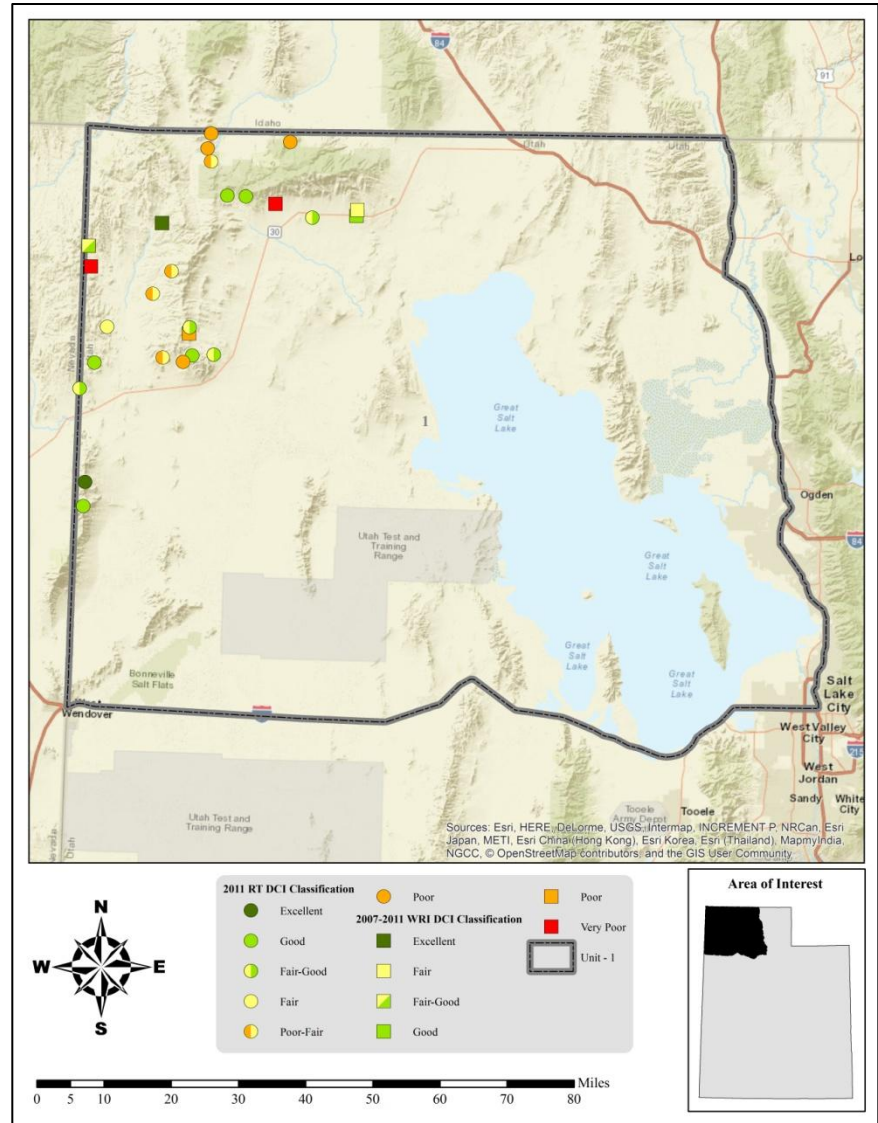 84
91
Idaho
Utah
Utah
30
Lo
Nevada
Utah
Great
Salt
Lake
1
Ogden
Utah Test and
Training
Range
84
Great
Salt
Lake
Great
Salt
Lake
Great
Salt
Lake
Bonneville
Salt Flats
Salt
Lake
City
Wendover
West Valley
City
215
West
Jordan
Sandy
White
City
Tooele
Army Depot
Tooele
Utah Test and
Training Range
Nevada
Utah
Sources: Esri, HERE, DeLorme, USGS, Intermap, INCREMENT P, NRCan, Esri
Japan, METI, Esri China (Hong Kong), Esri Korea, Esri (Thailand), MapmyIndia,
NGCC, © OpenStreetMap contributors, and the GIS User Community
2011 RT DCI Classification
Excellent
Good
Fair-Good
Fair
Poor-Fair
Poor
2007-2011 WRI DCI Classification
Excellent
Fair
Fair-Good
Good
Poor
Very Poor
Unit - 1
Area of Interest
N
W E
S
Miles
0 5 10 20 30 40 50 60 70 80